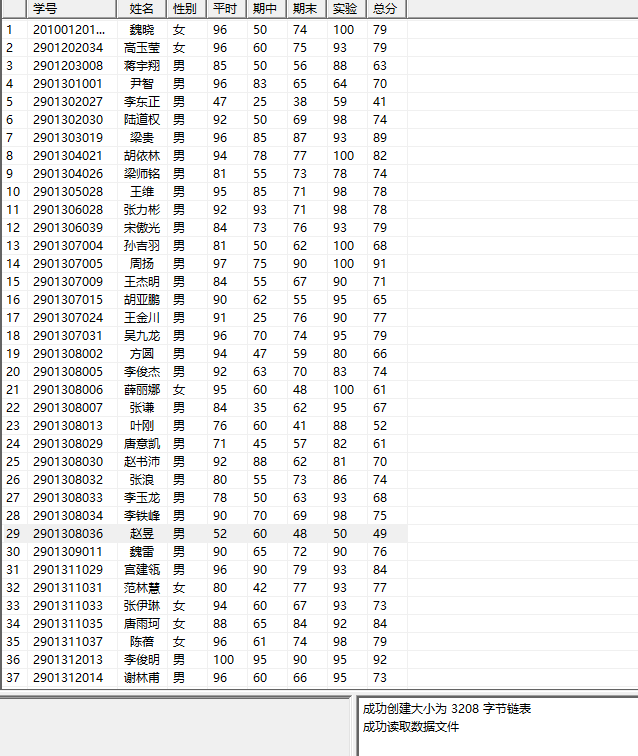 学号 姓名 性别 平时 期中 期末 实验 总分
1 201001201... 魏晓 女 96 50 74 100 79
2 2901202034 高玉莹 女 96 60 75 93 79
3 2901203008 蒋宇翔 男 85 50 56 88 63
4 2901301001 尹智 男 96 83 65 64 70
5 2901302027 李东正 男 47 25 38 59 41
6 2901302030 陆道权 男 92 50 69 98 74
7 2901303019 梁贵 男 96 85 87 93 89
8 2901304021 胡依林 男 94 78 77 100 82
9 2901304026 梁师铭 男 81 55 73 78 74
10 2901305028 王维 男 95 85 71 98 78
11 2901306028 张力彬 男 92 93 71 98 78
12 2901306039 宋傲光 男 84 73 76 93 79
13 2901307004 孙吉羽 男 81 50 62 100 68
14 2901307005 周扬 男 97 75 90 100 91
15 2901307009 王杰明 男 84 55 67 90 71
16 2901307015 胡亚鹏 男 90 62 55 95 65
17 2901307024 王金川 男 91 25 76 90 77
18 2901307031 吴九龙 男 96 70 74 95 79
19 2901308002 方圆 男 94 47 59 80 66
20 2901308005 李俊杰 男 92 63 70 83 74
21 2901308006 薛丽娜 女 95 60 48 100 61
22 2901308007 张谦 男 84 35 62 95 67
23 2901308013 叶刚 男 76 60 41 88 52
24 2901308029 唐意凯 男 71 45 57 82 61
25 2901308030 赵书沛 男 92 88 62 81 70
26 2901308032 张浪 男 80 55 73 86 74
27 2901308033 李玉龙 男 78 50 63 93 68
28 2901308034 李铁峰 男 90 70 69 98 75
29 2901308036 赵昱 男 52 60 48 50 49
30 2901309011 魏雷 男 90 65 72 90 76
31 2901311029 宫建瓴 男 96 90 79 93 84
32 2901311031 范林慧 女 80 42 77 93 77
33 2901311033 张伊琳 女 94 60 67 93 73
34 2901311035 唐雨珂 女 88 65 84 92 84
35 2901311037 陈蓓 女 96 61 74 98 79
36 2901312013 李俊明 男 100 95 90 95 92
37 2901312014 谢林甫 男 96 60 66 95 73
成功创建大小为 3208 字节链表
成功读取数据文件